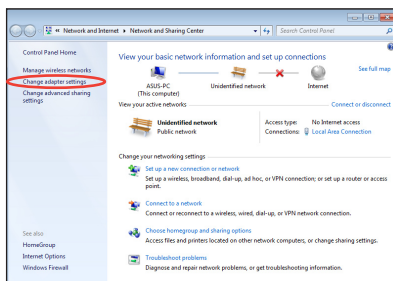 Network and Internet
Network and Sharing Center
Search Control Panel
Control Panel Home
Manage wireless networks
Change adapter settings
Change advanced sharing
settings
See also
HomeGroup
Internet Options
Windows Firewall
View your basic network information and set up connections
See full map
ASUS-PC
(This computer)
Unidentified network
Internet
View your active networks
Connect or disconnect
Unidentified network
Public network
Access type: No Internet access
Connections: Local Area Connection
Change your networking settings
Set up a new connection or network
Set up a wireless, broadband, dial-up, ad hoc, or VPN connection; or set up a router or access
point.
Connect to a network
Connect or reconnect to a wireless, wired, dial-up, or VPN network connection.
Choose homegroup and sharing options
Access files and printers located on other network computers, or change sharing settings.
Troubleshoot problems
Diagnose and repair network problems, or get troubleshooting information.